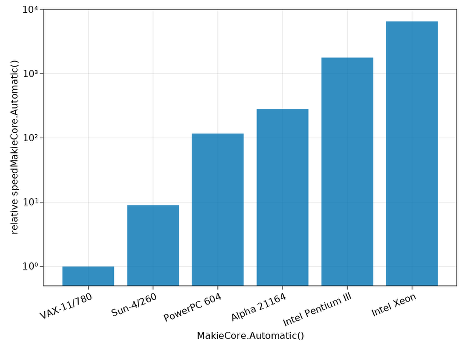 10⁴
10³
10²
10¹
10⁰
relative speedMakieCore.Automatic()
VAX-11/780
Sun-4/260
PowerPC 604
Alpha 21164
Intel Pentium III
Intel Xeon
MakieCore.Automatic()